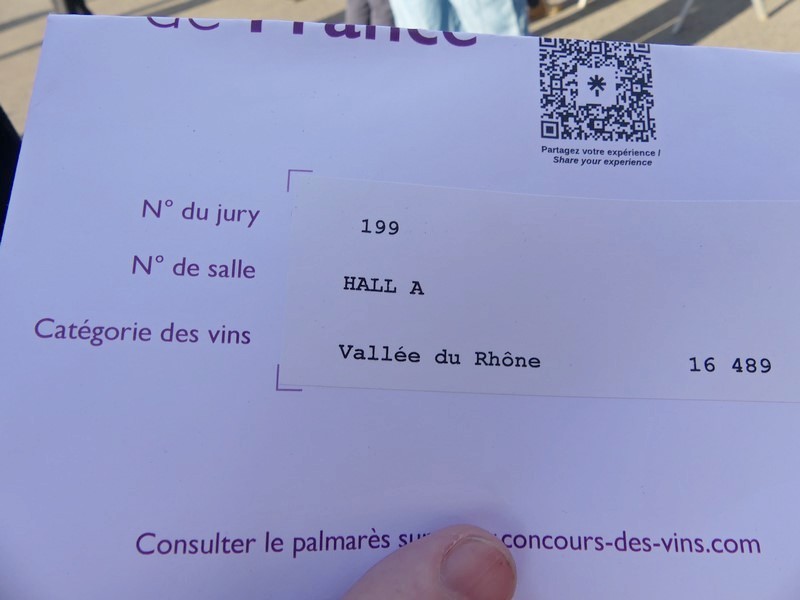 de France
Partagez votre expérience /
Share your experience
N° du jury 199
N° de salle HALL A
Catégorie des vins Vallée du Rhône 16 489
Consulter le palmarès concours-des-vins.com